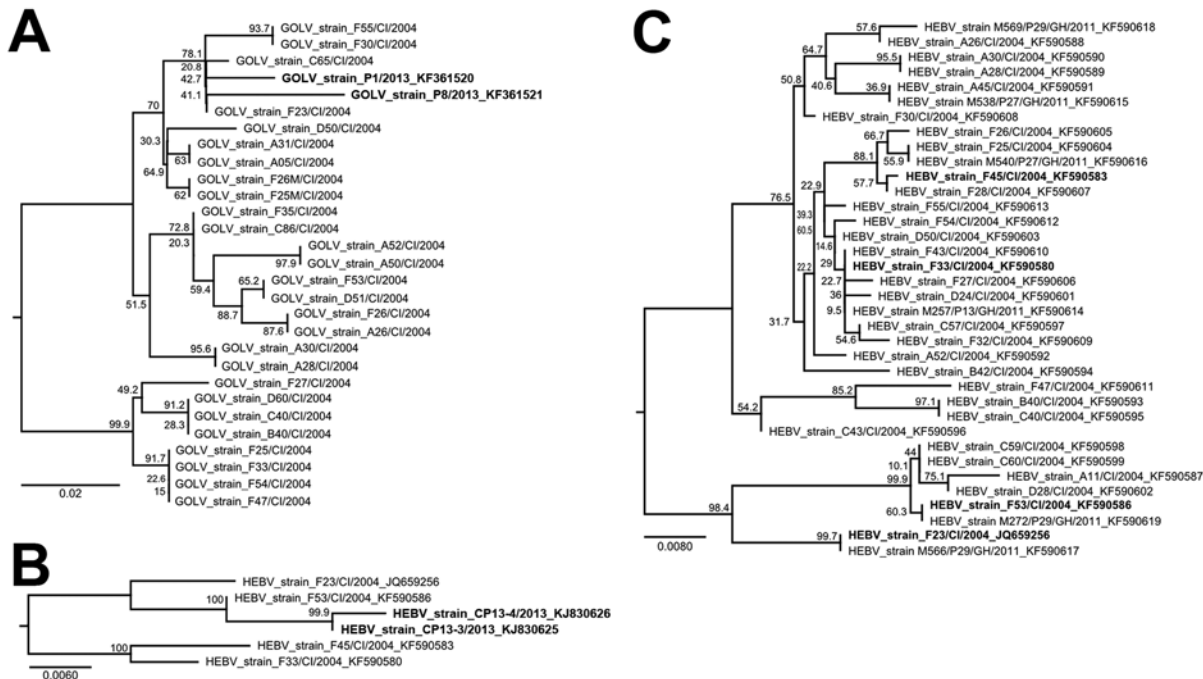 A
93.7
GOLV_strain_F55/CI/2004
GOLV_strain_F30/CI/2004
78.1
GOLV_strain_C65/CI/2004
20.8
42.7
GOLV_strain_P1/2013_KF361520
41.1
GOLV_strain_P8/2013_KF361521
70
GOLV_strain_F23/CI/2004
GOLV_strain_D50/CI/2004
30.3
GOLV_strain_A31/CI/2004
63
GOLV_strain_A05/CI/2004
64.9
GOLV_strain_F26M/CI/2004
62
GOLV_strain_F25M/CI/2004
GOLV_strain_F35/CI/2004
72.8
GOLV_strain_C86/CI/2004
20.3
GOLV_strain_A52/CI/2004
97.9
GOLV_strain_A50/CI/2004
59.4
65.2
GOLV_strain_F53/CI/2004
GOLV_strain_D51/CI/2004
51.5
88.7
GOLV_strain_F26/CI/2004
87.6
GOLV_strain_A26/CI/2004
95.6
GOLV_strain_A30/CI/2004
GOLV_strain_A28/CI/2004
49.2
GOLV_strain_F27/CI/2004
91.2
GOLV_strain_D60/CI/2004
GOLV_strain_C40/CI/2004
28.3
GOLV_strain_B40/CI/2004
99.9
91.7
GOLV_strain_F25/CI/2004
GOLV_strain_F33/CI/2004
22.6
GOLV_strain_F54/CI/2004
15
GOLV_strain_F47/CI/2004
0.02
B
HEBV_strain_F23/CI/2004_JQ659256
100
HEBV_strain_F53/CI/2004_KF590586
99.9
HEBV_strain_CP13-4/2013_KJ830626
HEBV_strain_CP13-3/2013_KJ830625
100
HEBV_strain_F45/CI/2004_KF590583
HEBV_strain_F33/CI/2004_KF590580
0.0060
C
57.6
HEBV_strain M569/P29/GH/2011_KF590618
HEBV_strain_A26/CI/2004_KF590588
64.7
95.5
HEBV_strain_A30/CI/2004_KF590590
HEBV_strain_A28/CI/2004_KF590589
50.8
40.6
36.9
HEBV_strain_A45/CI/2004_KF590591
HEBV_strain M538/P27/GH/2011_KF590615
HEBV_strain_F30/CI/2004_KF590608
66.7
HEBV_strain_F26/CI/2004_KF590605
HEBV_strain_F25/CI/2004_KF590604
88.1
55.9
HEBV_strain M540/P27/GH/2011_KF590616
HEBV_strain_F45/CI/2004_KF590583
57.7
HEBV_strain_F28/CI/2004_KF590607
22.9
76.5
HEBV_strain_F55/CI/2004_KF590613
39.3
HEBV_strain_F54/CI/2004_KF590612
60.5
HEBV_strain_D50/CI/2004_KF590603
14.6
HEBV_strain_F43/CI/2004_KF590610
29
HEBV_strain_F33/CI/2004_KF590580
22.2
22.7
HEBV_strain_F27/CI/2004_KF590606
36
HEBV_strain_D24/CI/2004_KF590601
9.5
HEBV_strain M257/P13/GH/2011_KF590614
31.7
HEBV_strain_C57/CI/2004_KF590597
54.6
HEBV_strain_F32/CI/2004_KF590609
HEBV_strain_A52/CI/2004_KF590592
HEBV_strain_B42/CI/2004_KF590594
85.2
HEBV_strain_F47/CI/2004_KF590611
97.1
HEBV_strain_B40/CI/2004_KF590593
54.2
HEBV_strain_C40/CI/2004_KF590595
HEBV_strain_C43/CI/2004_KF590596
44
HEBV_strain_C59/CI/2004_KF590598
10.1
HEBV_strain_C60/CI/2004_KF590599
99.9
75.1
HEBV_strain_A11/CI/2004_KF590587
HEBV_strain_D28/CI/2004_KF590602
HEBV_strain_F53/CI/2004_KF590586
60.3
HEBV_strain M272/P29/GH/2011_KF590619
98.4
99.7
HEBV_strain_F23/CI/2004_JQ659256
HEBV_strain M566/P29/GH/2011_KF590617
0.0080